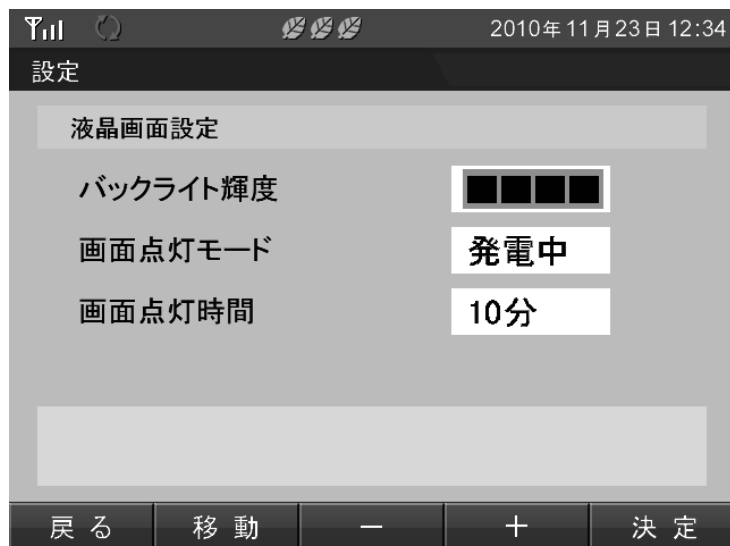 2010年11月23日 12:34
設定
液晶画面設定
バックライト輝度
画面点灯モード 発電中
画面点灯時間 10分
戻る 移動 － ＋ 決定